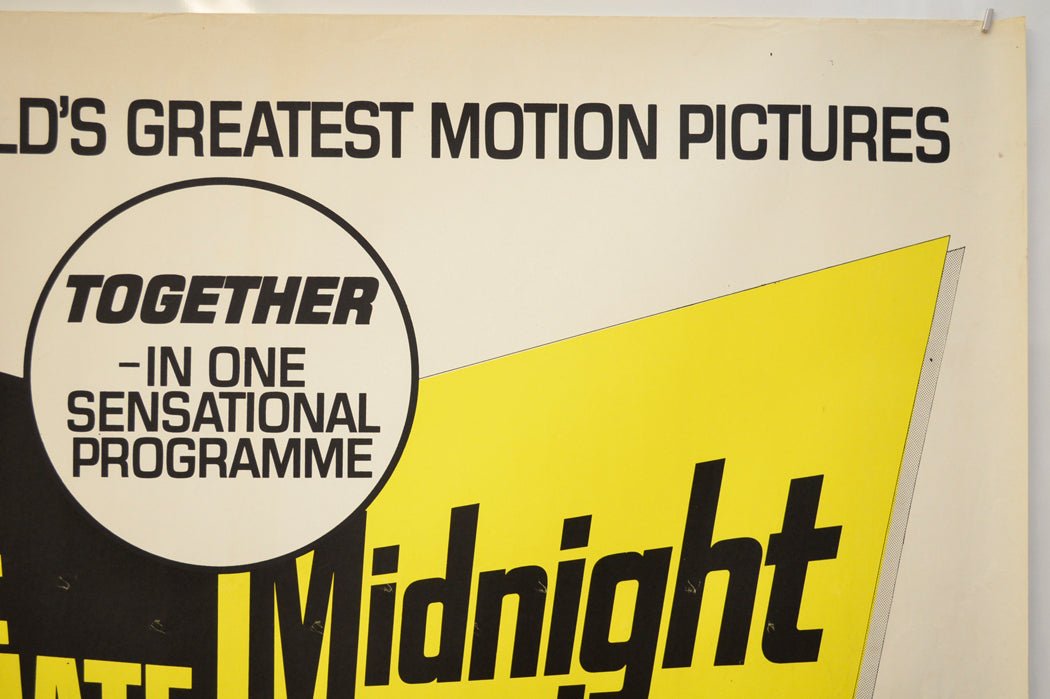 LD'S GREATEST MOTION PICTURES
TOGETHER
–IN ONE
SENSATIONAL
PROGRAMME
Midnight